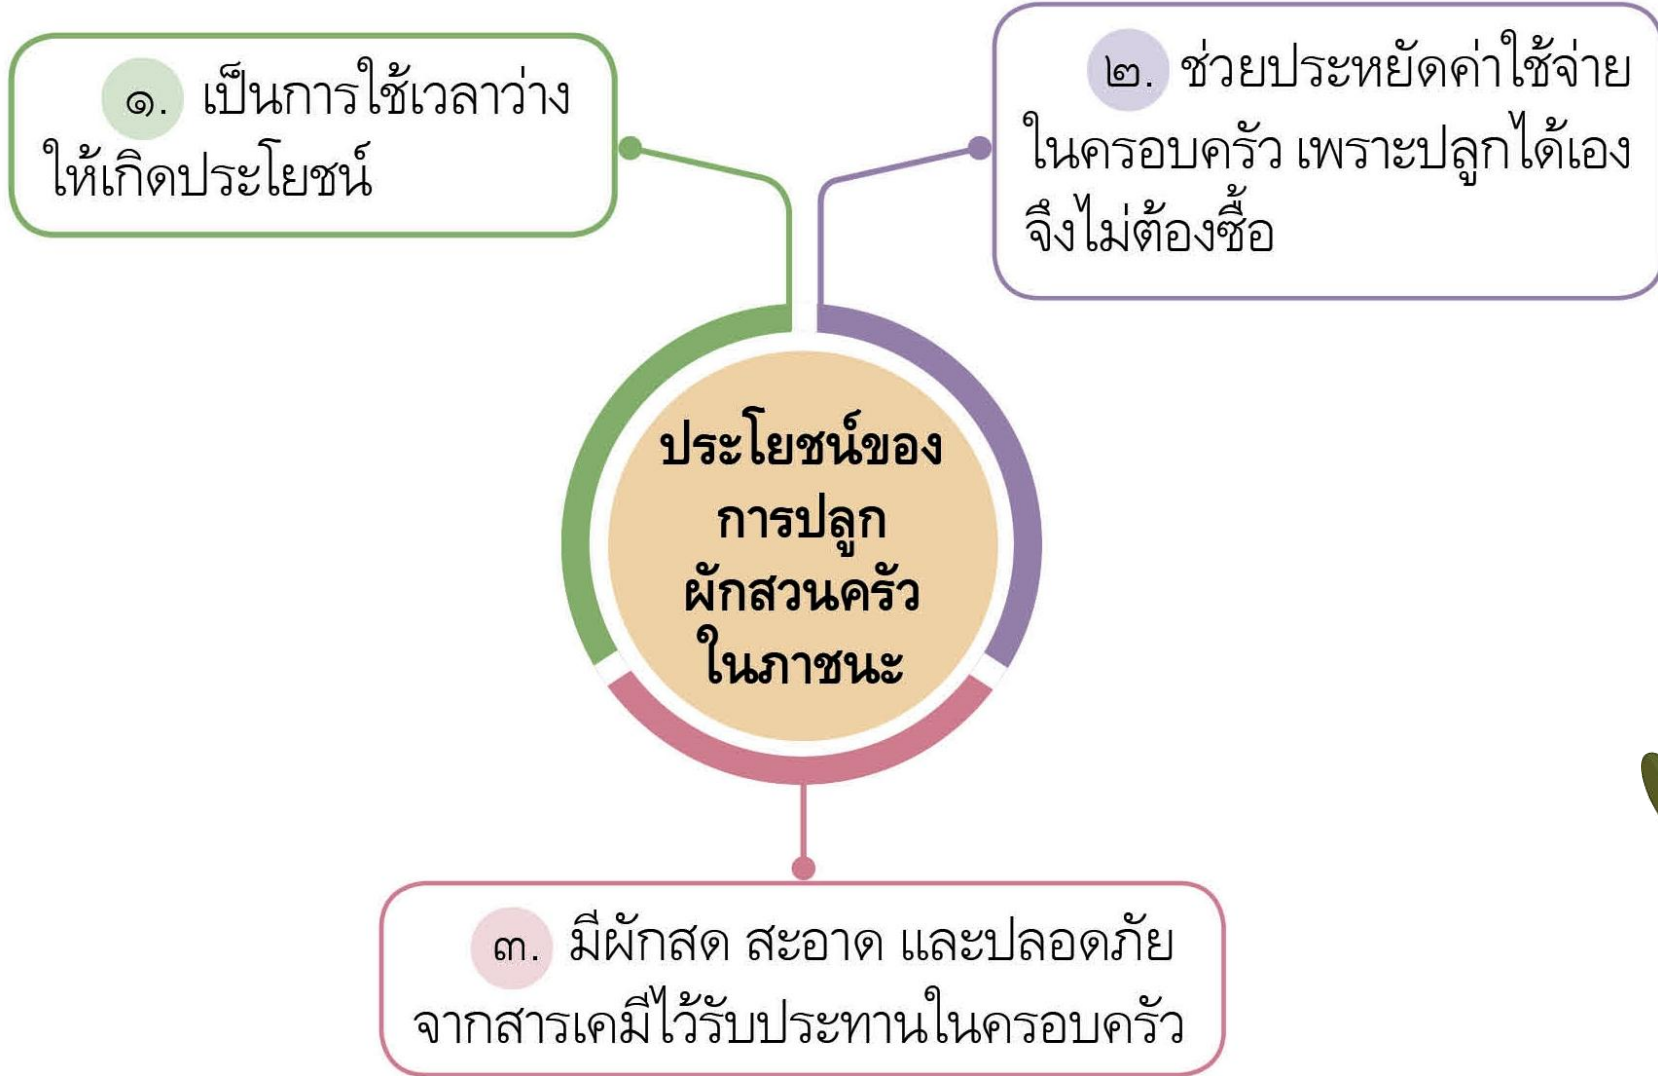 ๑. เป็นการใช้เวลาว่าง
ให้เกิดประโยชน์
๒. ช่วยประหยัดค่าใช้จ่าย
ในครอบครัว เพราะปลูกได้เอง
จึงไม่ต้องซื้อ
ประโยชน์ของ
การปลูก
ผักสวนครัว
ในภาชนะ
๓. มีผักสด สะอาด และปลอดภัย
จากสารเคมีไว้รับประทานในครอบครัว